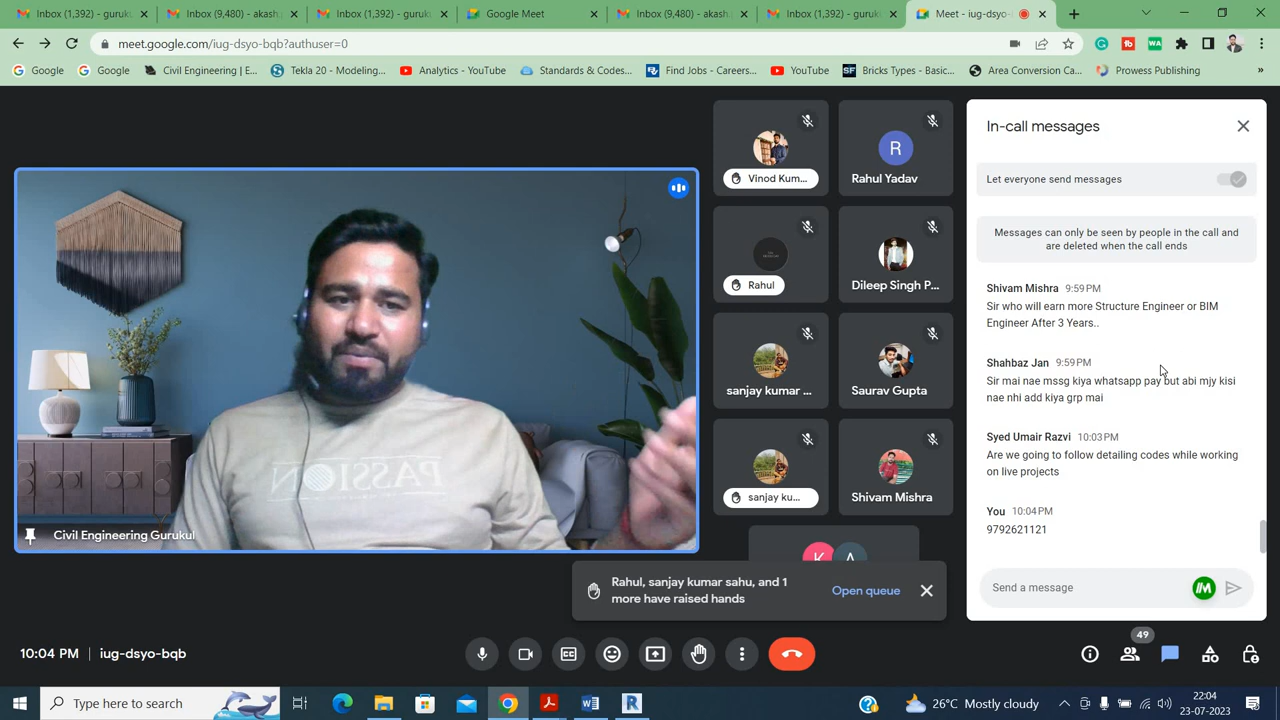 Inbox (1,392) - guruku
Inbox (9,480) - akash.
Inbox (1,392) - guruku
Google Meet
Inbox (9,480) - akash.
Inbox (1,392) - guruku
Meet - iug-dsyo-
meet.google.com/iug-dsyo-bqb?authuser=0
Google
Google
Civil Engineering | E...
Tekla 20 - Modeling...
Analytics - YouTube
Standards & Codes...
Find Jobs - Careers...
YouTube
Bricks Types - Basic...
Area Conversion Ca...
Prowess Publishing
»
PASSION
Civil Engineering Gurukul
Vinod Kum...
R
Rahul Yadav
Rahul
Dileep Singh P...
sanjay kumar ...
Saurav Gupta
sanjay ku...
Shivam Mishra
K
A
Rahul, sanjay kumar sahu, and 1
more have raised hands
Open queue
In-call messages
Let everyone send messages
Messages can only be seen by people in the call and
are deleted when the call ends
Shivam Mishra 9:59 PM
Sir who will earn more Structure Engineer or BIM
Engineer After 3 Years..
Shahbaz Jan 9:59 PM
Sir mai nae mssg kiya whatsapp pay but abi mjy kisi
nae nhi add kiya grp mai
Syed Umair Razvi 10:03 PM
Are we going to follow detailing codes while working
on live projects
You 10:04 PM
9792621121
Send a message
10:04 PM | iug-dsyo-bqb
49
Type here to search
26°C Mostly cloudy
22:04
23-07-2023